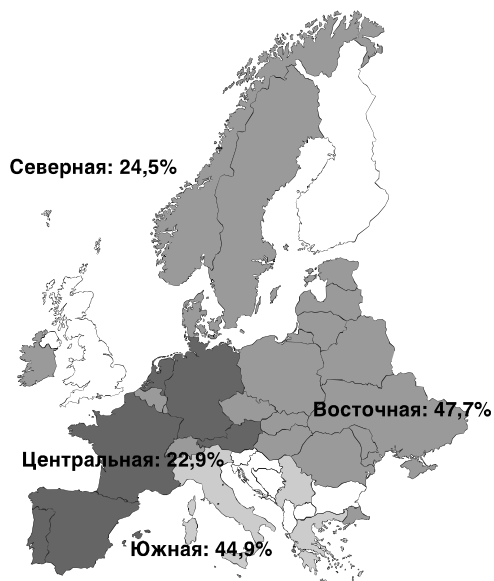 Северная: 24,5%
Восточная: 47,7%
Центральная: 22,9%
Южная: 44,9%